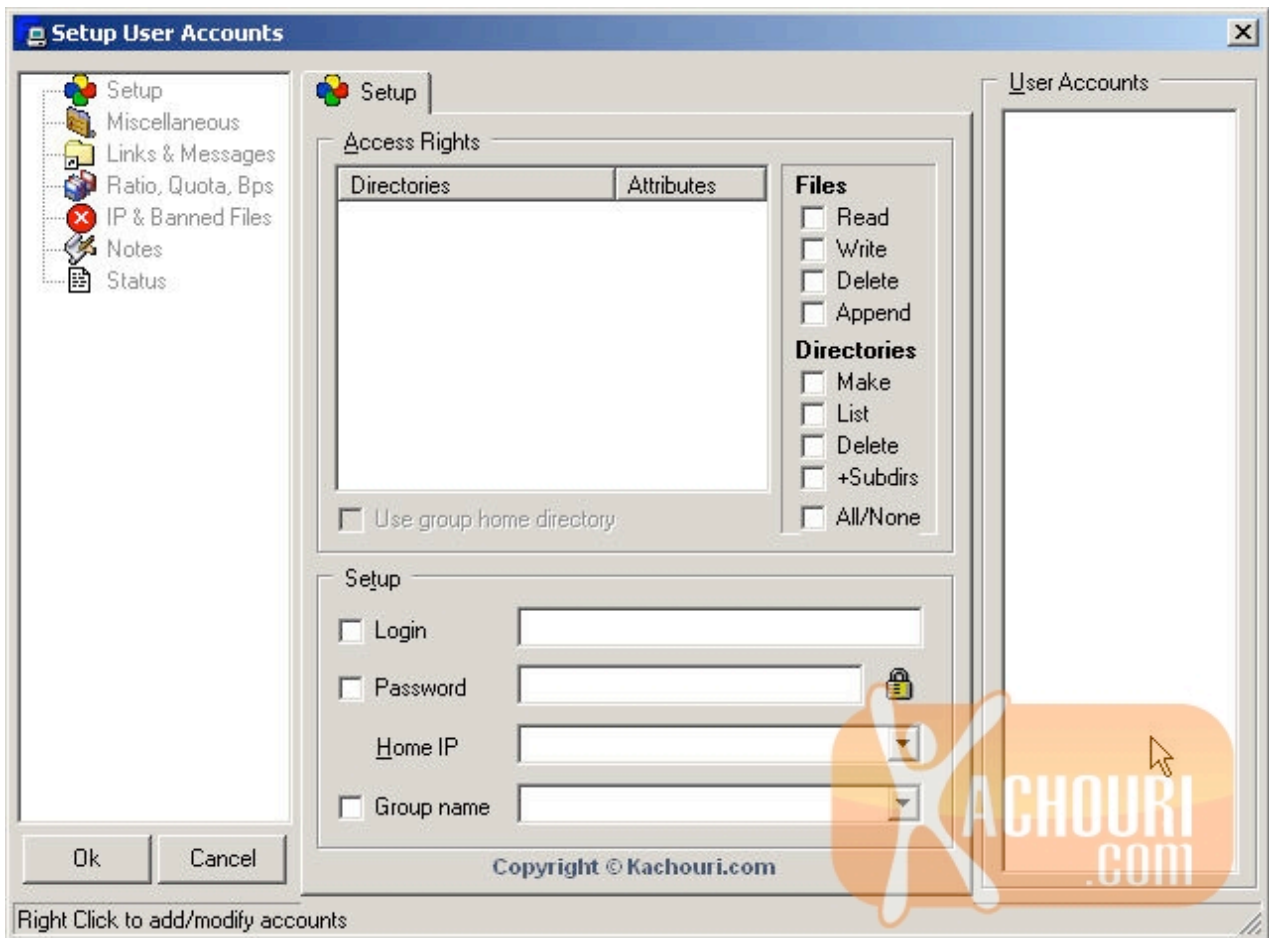 Setup User Accounts
Setup
Miscellaneous
Links & Messages
Ratio, Quota, Bps
IP & Banned Files
Notes
Status
Ok
Cancel
Setup
Access Rights
Directories Attributes
Use group home directory
Files
Read
Write
Delete
Append
Directories
Make
List
Delete
+Subdirs
All/None
Setup
Login
Password
Home IP
Group name
Copyright © Kachouri.com
User Accounts
KACHOURI
.COM
Right Click to add/modify accounts